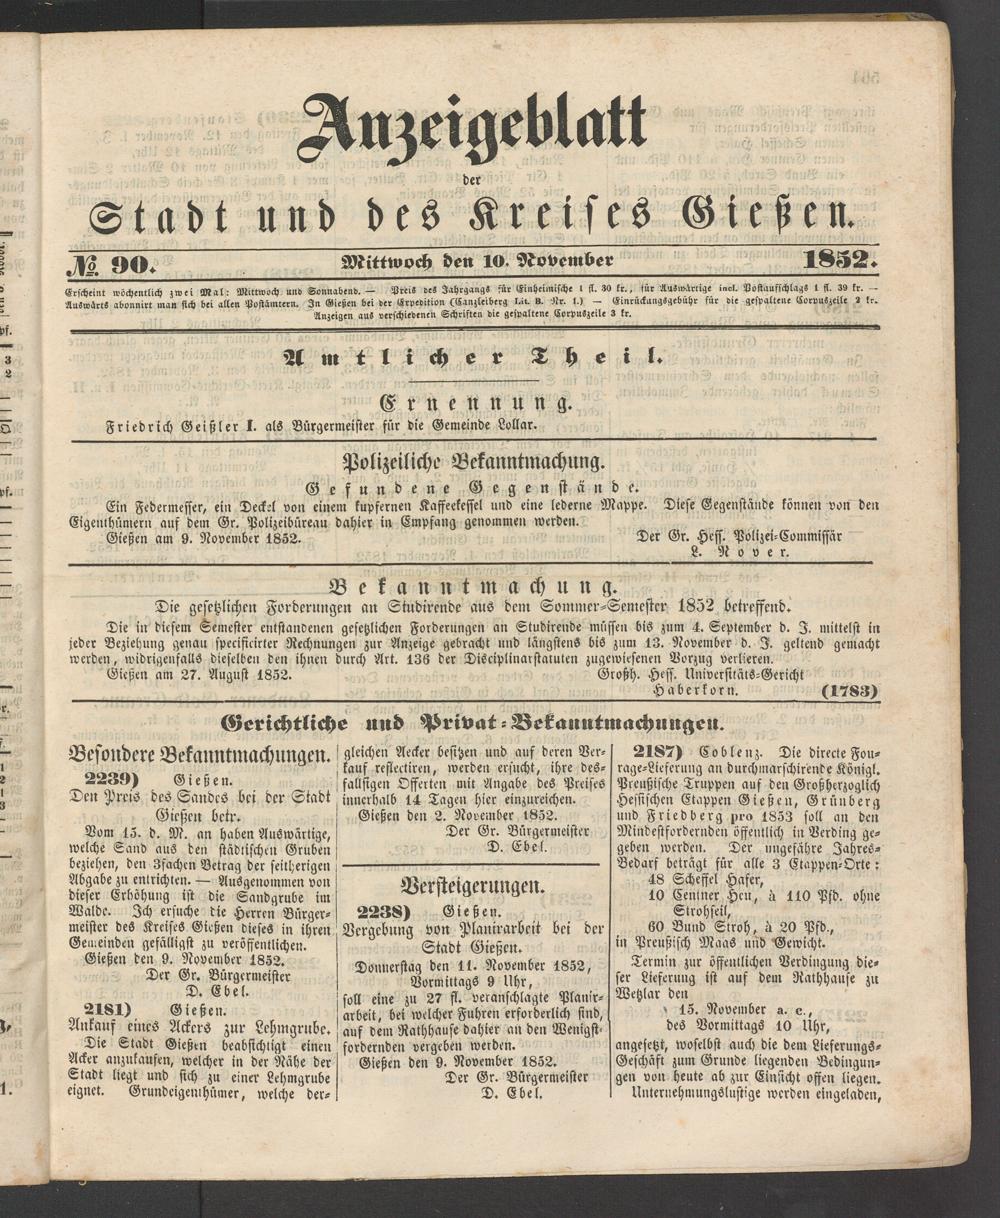 Anzeigeblatt
der
Stadt und des Kreises Gießen.
№ 90. Mittwoch den 10. November 1852.
Erscheint wöchentlich zwei Mal: Mittwoch und Sonnabend. — Preis des Jahrgangs für Einheimische 1 fl. 30 kr., für Auswärtige incl. Postaufschlags 1 fl. 39 kr. —
Auswärts abonnirt man sich bei allen Postämtern. In Gießen bei der Expedition (Canzleiberg Lit. B. Nr. 1.) — Einrückungsgebühr für die gespaltene Corpuszeile 2 kr.
Anzeigen aus verschiedenen Schriften die gespaltene Corpuszeile 3 kr.
Amtlicher Theil.
Ernennung.
Friedrich Geißler I. als Bürgermeister für die Gemeinde Lollar.
Polizeiliche Bekanntmachung.
Gefundene Gegenstände.
Ein Federmesser, ein Deckel von einem kupfernen Kaffeekessel und eine lederne Mappe. Diese Gegenstände können von den
Eigenthümern auf dem Gr. Polizeibüreau dahier in Empfang genommen werden.
Gießen am 9. November 1852. Der Gr. Hess. Polizei-Commissär
L. Nover.
Bekanntmachung.
Die gesetzlichen Forderungen an Studirende aus dem Sommer-Semester 1852 betreffend.
Die in diesem Semester entstandenen gesetzlichen Forderungen an Studirende müssen bis zum 4. September d. J. mittelst in
jeder Beziehung genau specificirter Rechnungen zur Anzeige gebracht und längstens bis zum 13. November d. J. geltend gemacht
werden, widrigenfalls dieselben den ihnen durch Art. 136 der Disciplinarstatuten zugewiesenen Vorzug verlieren.
Gießen am 27. August 1852. Großh. Hess. Universitäts-Gericht
Haberkorn. (1783)
Gerichtliche und Privat-Bekanntmachungen.
Besondere Bekanntmachungen.
2239) Gießen.
Den Preis des Sandes bei der Stadt
Gießen betr.
Vom 15. d. M. an haben Auswärtige,
welche Sand aus den städtischen Gruben
beziehen, den 3fachen Betrag der seitherigen
Abgabe zu entrichten. — Ausgenommen von
dieser Erhöhung ist die Sandgrube im
Walde. Ich ersuche die Herren Bürger-
meister des Kreises Gießen dieses in ihren
Gemeinden gefälligst zu veröffentlichen.
Gießen den 9. November 1852.
Der Gr. Bürgermeister
D. Ebel.
2181) Gießen.
Ankauf eines Ackers zur Lehmgrube.
Die Stadt Gießen beabsichtigt einen
Acker anzukaufen, welcher in der Nähe der
Stadt liegt und sich zu einer Lehmgrube
eignet. Grundeigenthümer, welche der-
gleichen Aecker besitzen und auf deren Ver-
kauf reflectiren, werden ersucht, ihre des-
fallsigen Offerten mit Angabe des Preises
innerhalb 14 Tagen hier einzureichen.
Gießen den 2. November 1852.
Der Gr. Bürgermeister
D. Ebel.
Versteigerungen.
2238) Gießen.
Vergebung von Planirarbeit bei der
Stadt Gießen.
Donnerstag den 11. November 1852,
Vormittags 9 Uhr,
soll eine zu 27 fl. veranschlagte Planir-
arbeit, bei welcher Fuhren erforderlich sind,
auf dem Rathhause dahier an den Wenigst-
fordernden vergeben werden.
Gießen den 9. November 1852.
Der Gr. Bürgermeister
D. Ebel.
2187) Coblenz. Die directe Fou-
rage-Lieferung an durchmarschirende Königl.
Preußische Truppen auf den Großherzoglich
Hessischen Etappen Gießen, Grünberg
und Friedberg pro 1853 soll an den
Mindestfordernden öffentlich in Verding ge-
geben werden. Der ungefähre Jahres-
Bedarf beträgt für alle 3 Etappen-Orte:
48 Scheffel Hafer,
10 Centner Heu, à 110 Pfd. ohne
Strohseil,
60 Bund Stroh, à 20 Pfd.,
in Preußisch Maas und Gewicht.
Termin zur öffentlichen Verdingung die-
ser Lieferung ist auf dem Rathhause zu
Wetzlar den
15. November a. c.,
des Vormittags 10 Uhr,
angesetzt, woselbst auch die dem Lieferungs-
Geschäft zum Grunde liegenden Bedingun-
gen von heute ab zur Einsicht offen liegen.
Unternehmungslustige werden eingeladen,